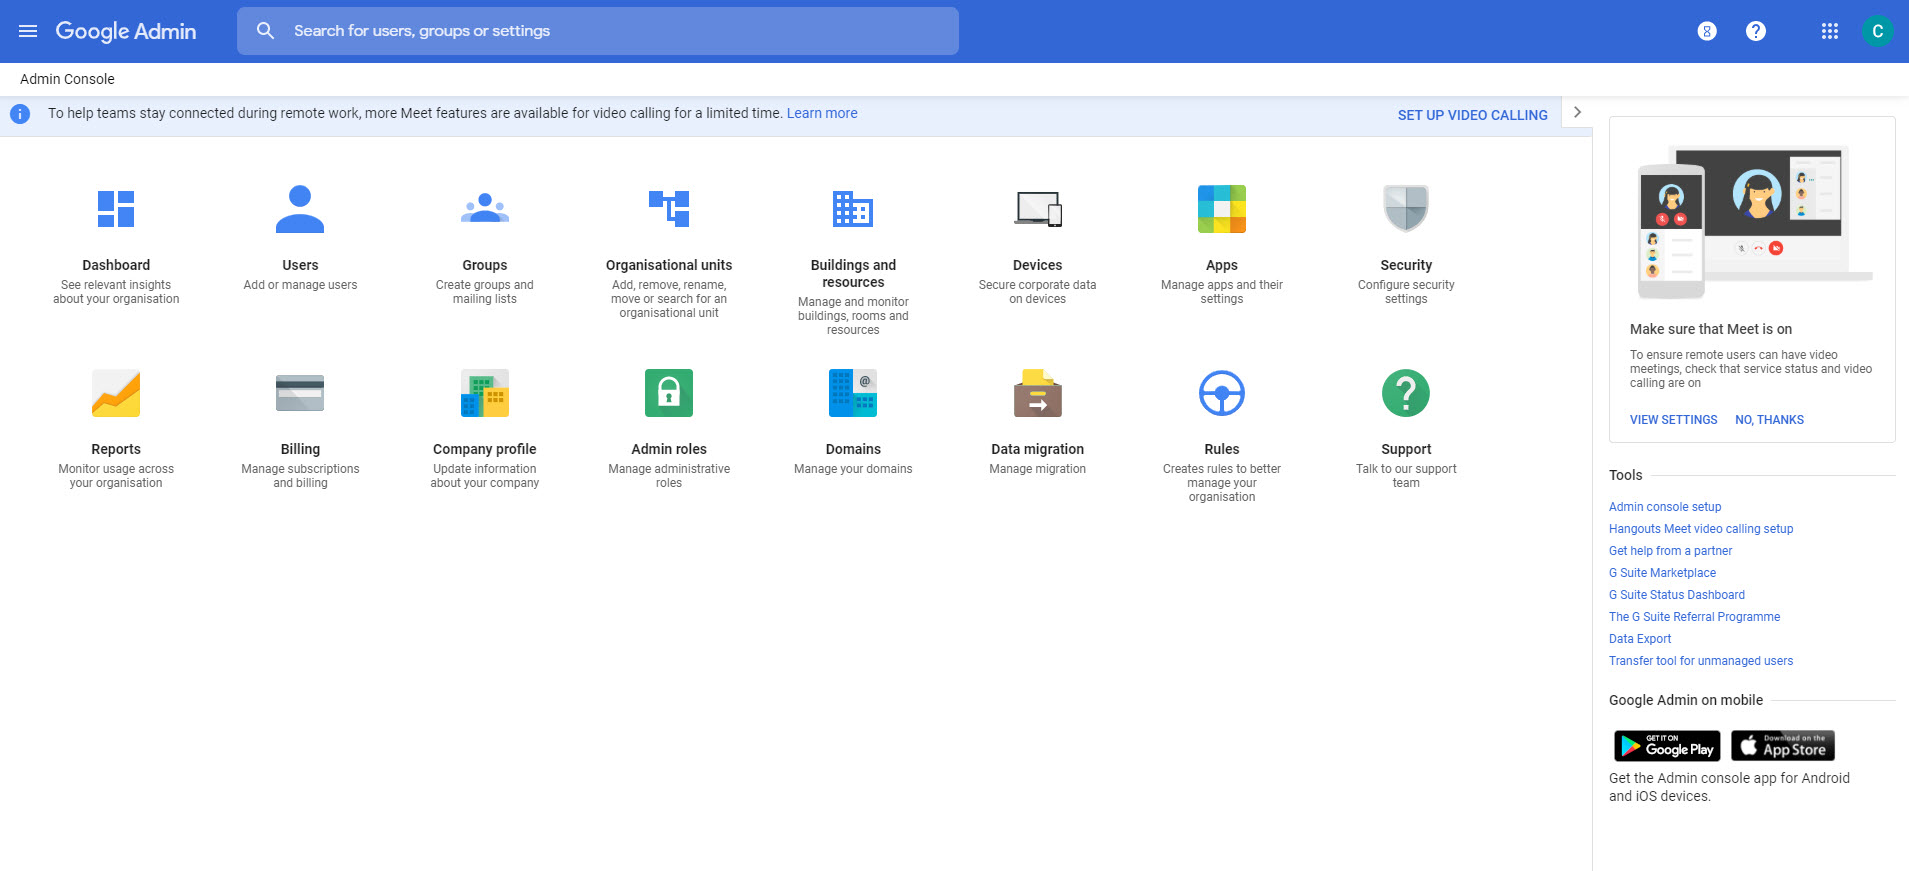 Google Admin
Search for users, groups or settings
C
Admin Console
To help teams stay connected during remote work, more Meet features are available for video calling for a limited time. Learn more
SET UP VIDEO CALLING
Dashboard
See relevant insights
about your organisation
Users
Add or manage users
Groups
Create groups and
mailing lists
Organisational units
Add, remove, rename,
move or search for an
organisational unit
Buildings and
resources
Manage and monitor
buildings, rooms and
resources
Devices
Secure corporate data
on devices
Apps
Manage apps and their
settings
Security
Configure security
settings
Reports
Monitor usage across
your organisation
Billing
Manage subscriptions
and billing
Company profile
Update information
about your company
Admin roles
Manage administrative
roles
@
Domains
Manage your domains
Data migration
Manage migration
Rules
Creates rules to better
manage your
organisation
Support
Talk to our support
team
Make sure that Meet is on
To ensure remote users can have video
meetings, check that service status and video
calling are on
VIEW SETTINGS NO, THANKS
Tools
Admin console setup
Hangouts Meet video calling setup
Get help from a partner
G Suite Marketplace
G Suite Status Dashboard
The G Suite Referral Programme
Data Export
Transfer tool for unmanaged users
Google Admin on mobile
GET IT ON
Google Play
Download on the
App Store
Get the Admin console app for Android
and iOS devices.